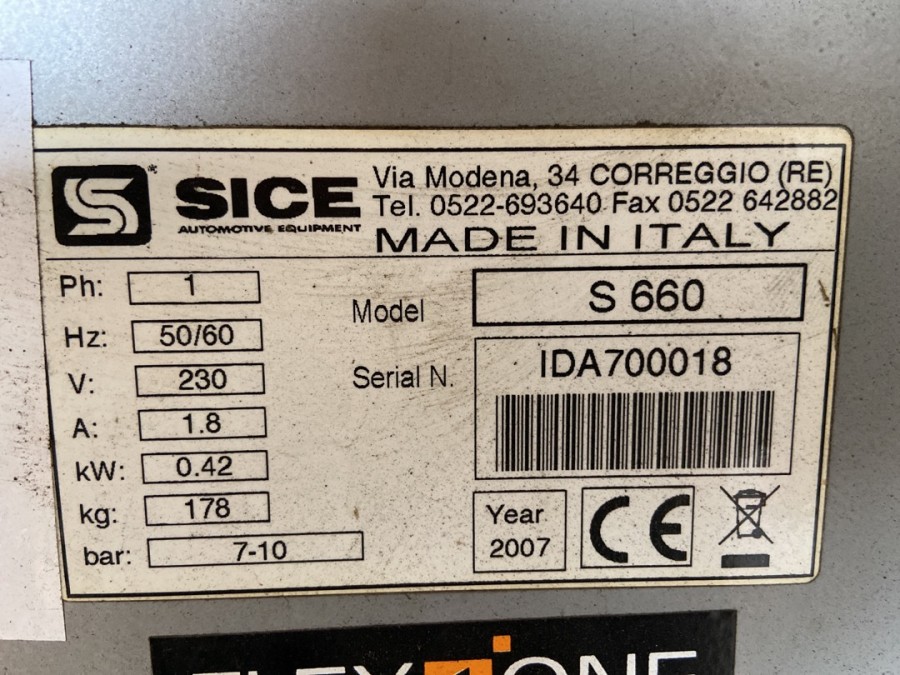 SICE
AUTOMOTIVE EQUIPMENT
Via Modena, 34 CORREGGIO (RE)
Tel. 0522-693640 Fax 0522 642882
MADE IN ITALY
Ph: 1
Hz: 50/60
V: 230
A: 1.8
kW: 0.42
kg: 178
bar: 7-10
Model S 660
Serial N. IDA700018
Year 2007
CE